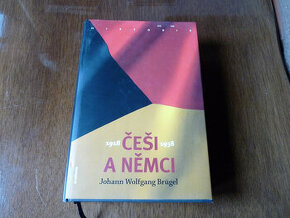 1918 ČEŠI 1938
A NĚMCI
Johann Wolfgang Brügel